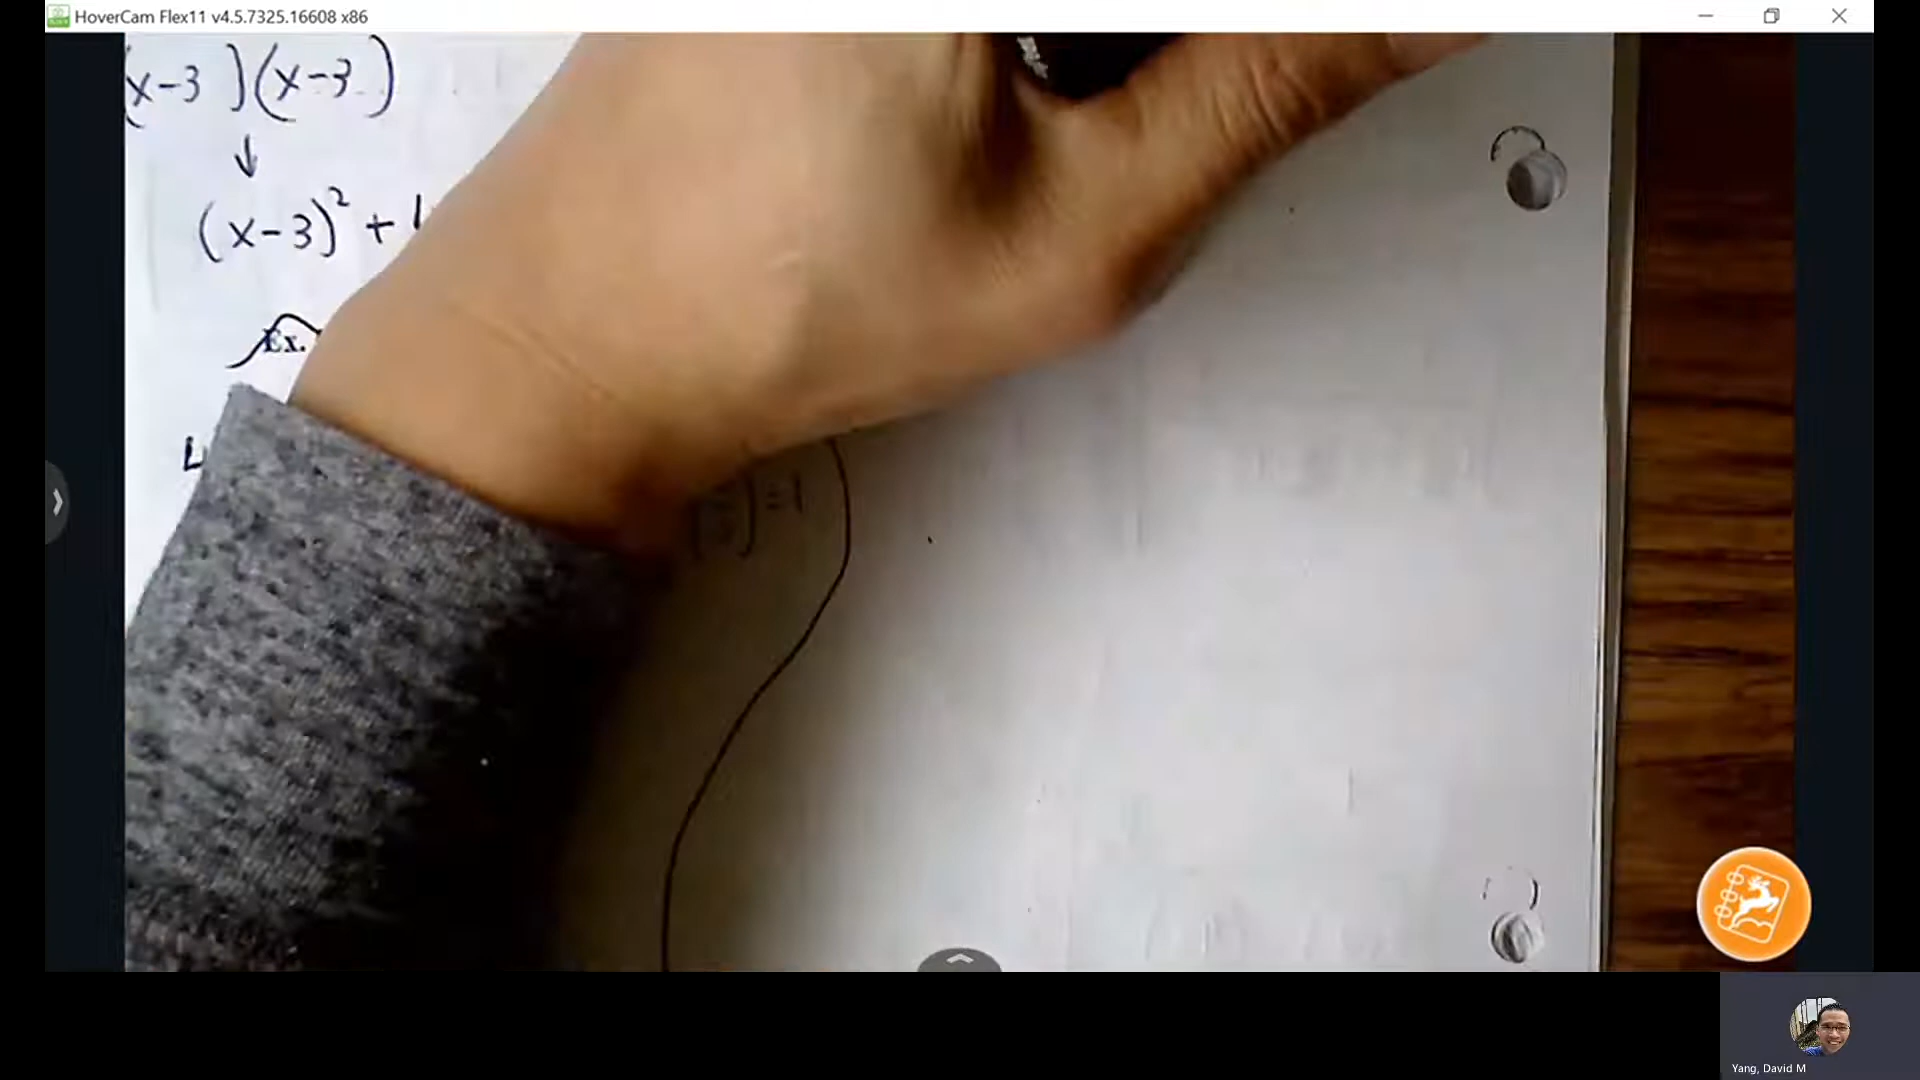 HoverCam Flex11 v4.5.7325.16608 x86
(x-3)(x-3)
↓
(x-3)² +
Ex.
) = 1
Yang, David M